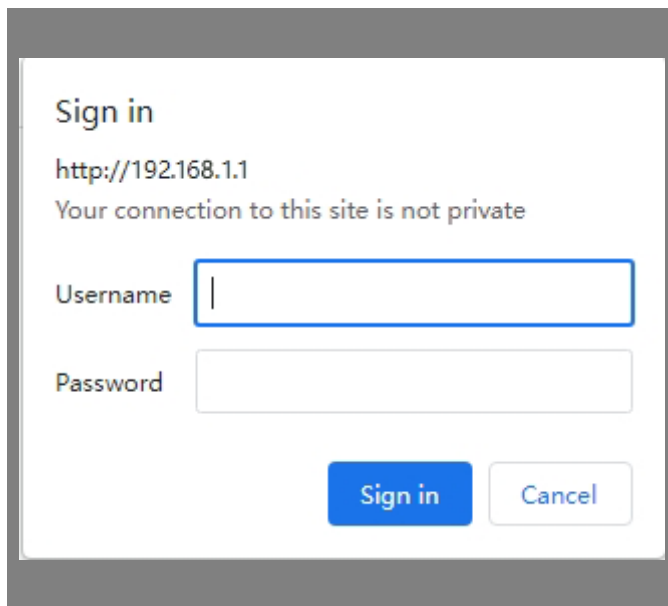 Sign in
http://192.168.1.1
Your connection to this site is not private
Username
Password
Sign in Cancel